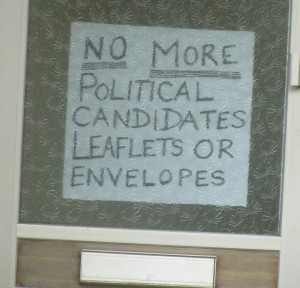 NO MORE
POLITICAL
CANDIDATES
LEAFLETS OR
ENVELOPES